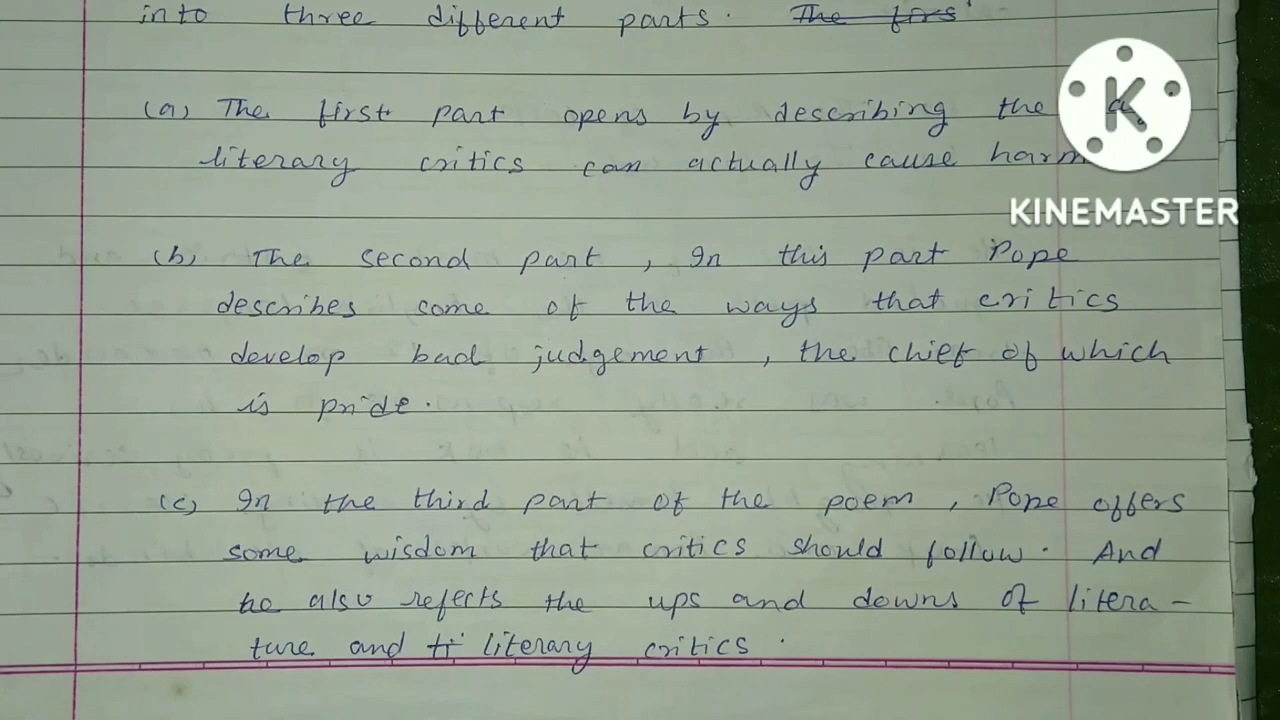 into three different parts. The firs
(a) The first part opens by describing the
literary critics can actually cause harm
KINEMASTER
(b) The second part, In this part Pope
describes some of the ways that critics
develop bad judgement, the chief of which
is pride.
(c) In the third part of the poem, Pope offers
some wisdom that critics should follow. And
he also refects the ups and downs of litera-
ture and tr literary critics.